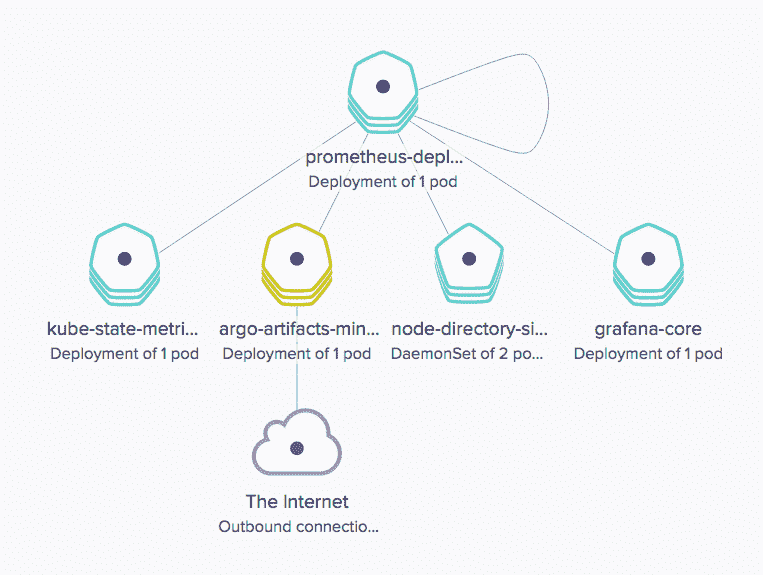 prometheus-depl...
Deployment of 1 pod
kube-state-metri...
Deployment of 1 pod
argo-artifacts-min...
Deployment of 1 pod
node-directory-si...
DaemonSet of 2 po...
grafana-core
Deployment of 1 pod
The Internet
Outbound connectio...